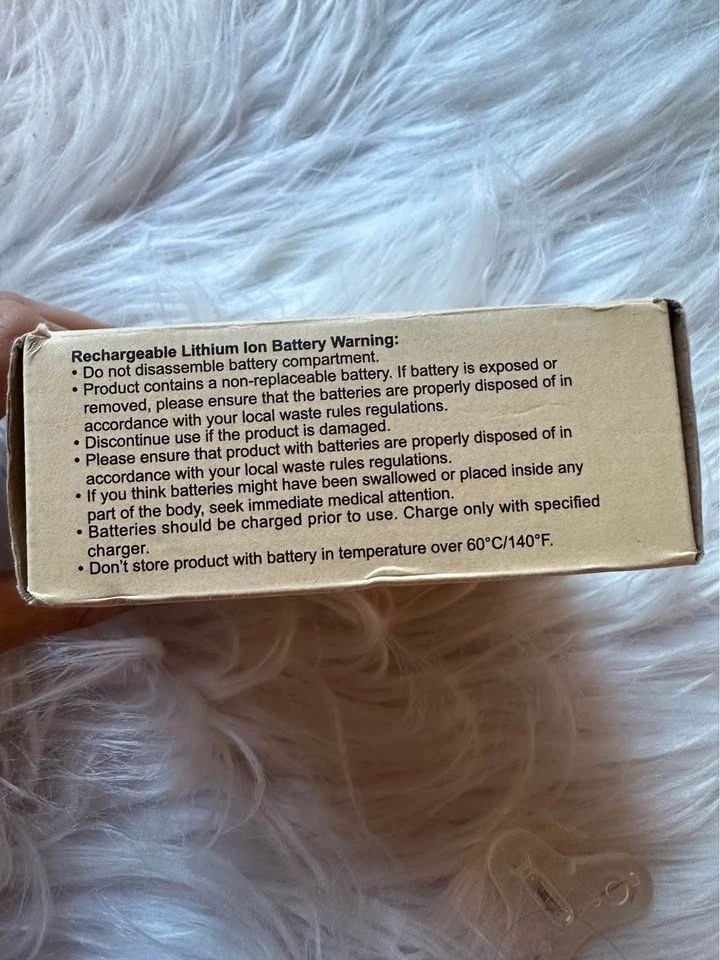 Rechargeable Lithium Ion Battery Warning:
• Do not disassemble battery compartment.
• Product contains a non-replaceable battery. If battery is exposed or
removed, please ensure that the batteries are properly disposed of in
accordance with your local waste rules regulations.
• Discontinue use if the product is damaged.
• Please ensure that product with batteries are properly disposed of in
accordance with your local waste rules regulations.
• If you think batteries might have been swallowed or placed inside any
part of the body, seek immediate medical attention.
• Batteries should be charged prior to use. Charge only with specified
charger.
• Don't store product with battery in temperature over 60°C/140°F.